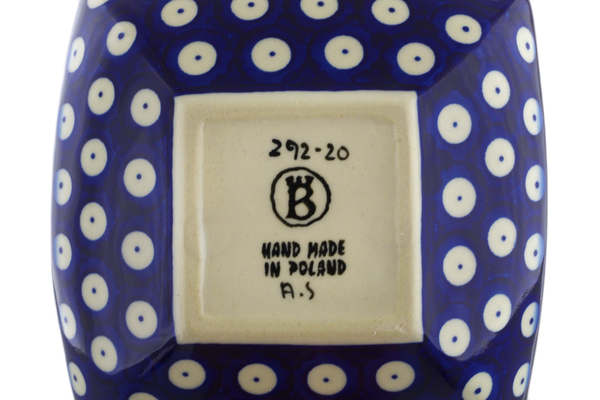 292-20
B
HAND MADE
IN POLAND
A.S